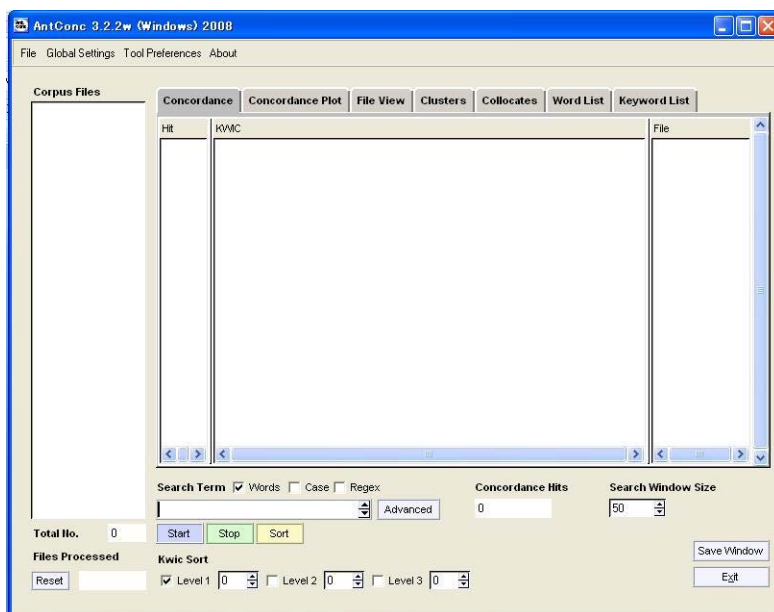 AntConc 3.2.2w (Windows) 2008
File Global Settings Tool Preferences About
Corpus Files
Concordance Concordance Plot File View Clusters Collocates Word List Keyword List
Hit KWIC File
Search Term Words Case Regex Concordance Hits Search Window Size
Advanced 0 50
Total No. 0 Start Stop Sort
Files Processed Kwic Sort Save Window
Reset Level 1 0 Level 2 0 Level 3 0 Exit